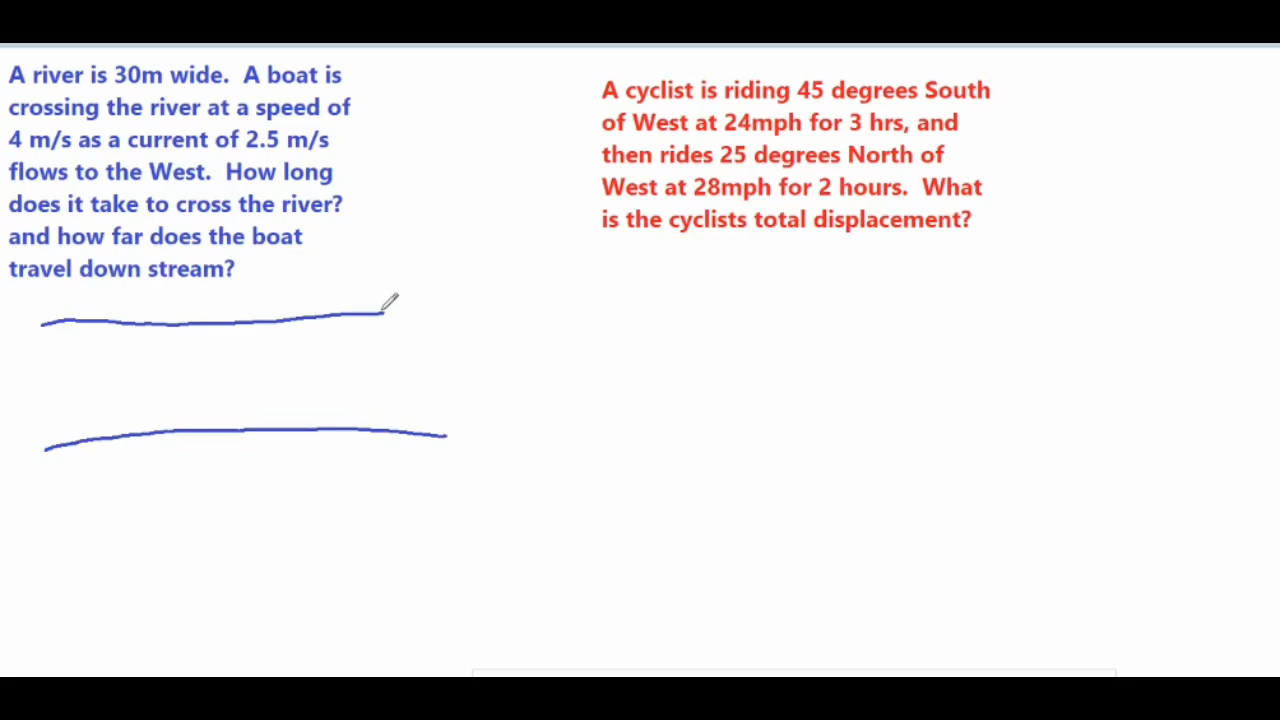 A river is 30m wide.  A boat is
crossing the river at a speed of
4 m/s as a current of 2.5 m/s
flows to the West.  How long
does it take to cross the river?
and how far does the boat
travel down stream?
A cyclist is riding 45 degrees South
of West at 24mph for 3 hrs, and
then rides 25 degrees North of
West at 28mph for 2 hours.  What
is the cyclists total displacement?